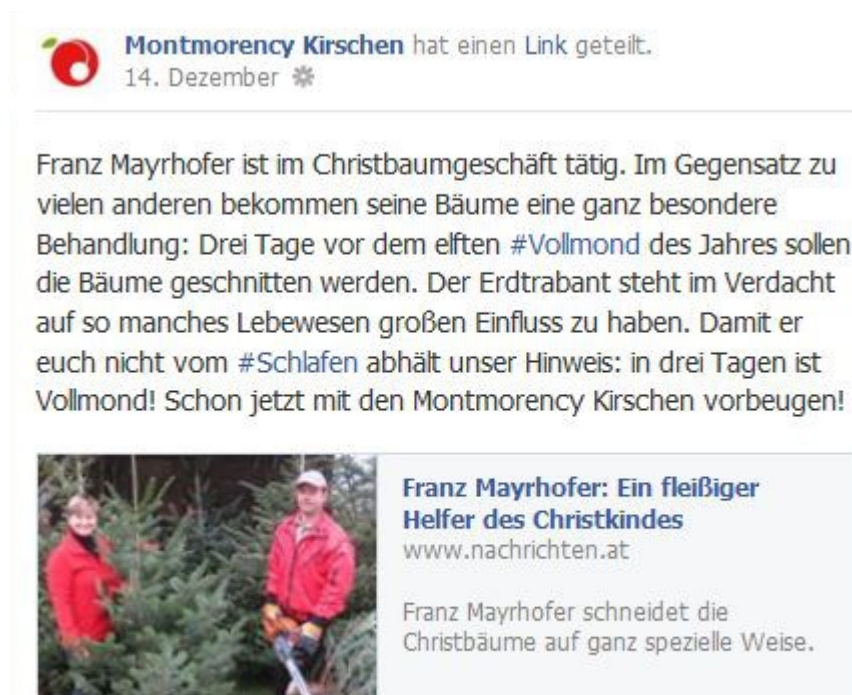 Montmorency Kirschen hat einen Link geteilt.
14. Dezember
Franz Mayrhofer ist im Christbaumgeschäft tätig. Im Gegensatz zu
vielen anderen bekommen seine Bäume eine ganz besondere
Behandlung: Drei Tage vor dem elften #Vollmond des Jahres sollen
die Bäume geschnitten werden. Der Erdtrabant steht im Verdacht
auf so manches Lebewesen großen Einfluss zu haben. Damit er
euch nicht vom #Schlafen abhält unser Hinweis: in drei Tagen ist
Vollmond! Schon jetzt mit den Montmorency Kirschen vorbeugen!
Franz Mayrhofer: Ein fleißiger
Helfer des Christkindes
www.nachrichten.at
Franz Mayrhofer schneidet die
Christbäume auf ganz spezielle Weise.